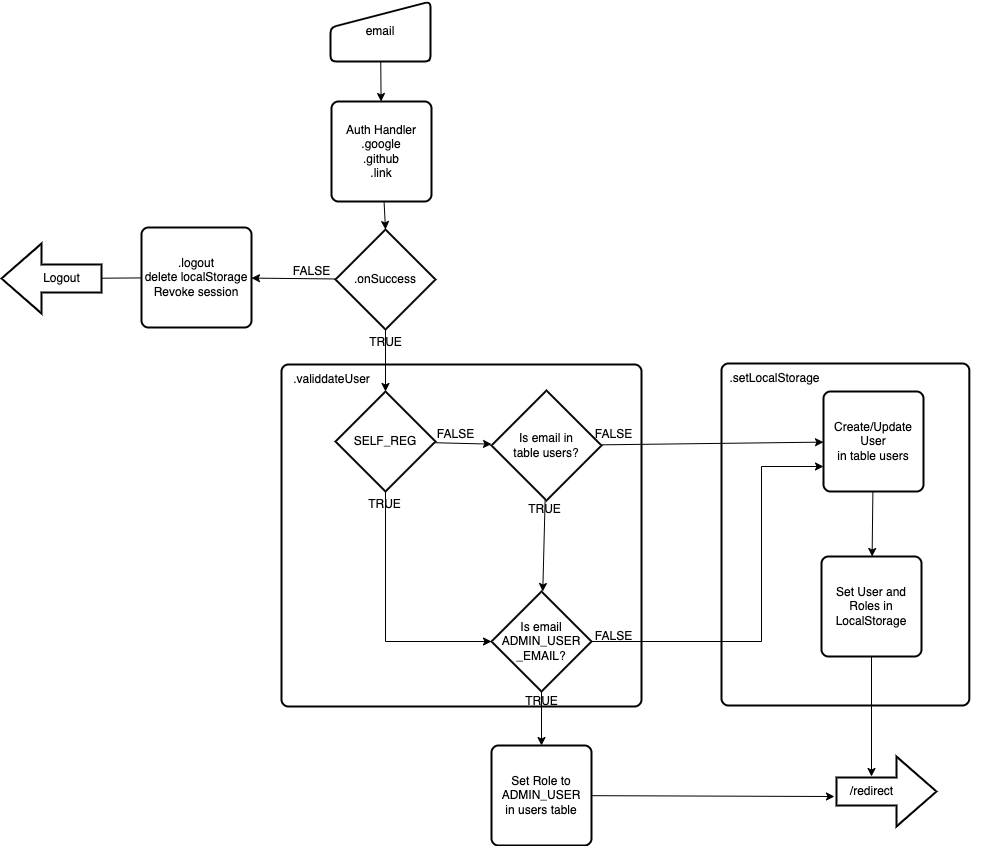 email
Auth Handler
.google
.github
.link
.onSuccess
FALSE
.logout
delete localStorage
Revoke session
Logout
TRUE
.validdateUser
SELF_REG
FALSE
Is email in
table users?
FALSE
TRUE
TRUE
Is email
ADMIN_USER
_EMAIL?
FALSE
TRUE
.setLocalStorage
Create/Update
User
in table users
Set User and
Roles in
LocalStorage
Set Role to
ADMIN_USER
in users table
/redirect